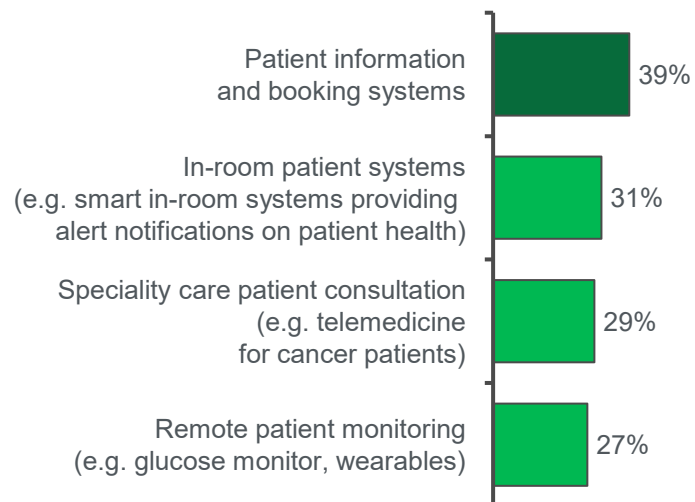 Patient information
and booking systems
39%
In-room patient systems
(e.g. smart in-room systems providing
alert notifications on patient health)
31%
Speciality care patient consultation
(e.g. telemedicine
for cancer patients)
29%
Remote patient monitoring
(e.g. glucose monitor, wearables)
27%